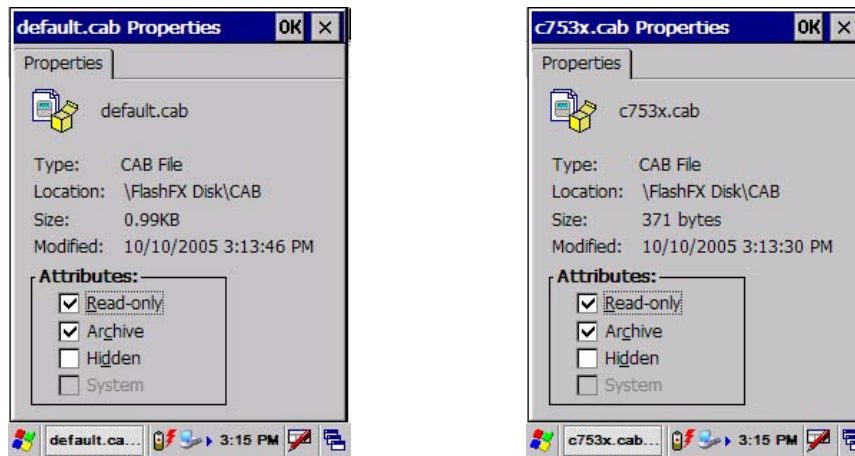 default.cab Properties OK ×
Properties
default.cab
Type: CAB File
Location: \FlashFX Disk\CAB
Size: 0.99KB
Modified: 10/10/2005 3:13:46 PM
Attributes:
Read-only
Archive
Hidden
System
default.ca... 3:15 PM
c753x.cab Properties OK ×
Properties
c753x.cab
Type: CAB File
Location: \FlashFX Disk\CAB
Size: 371 bytes
Modified: 10/10/2005 3:13:30 PM
Attributes:
Read-only
Archive
Hidden
System
c753x.cab... 3:15 PM